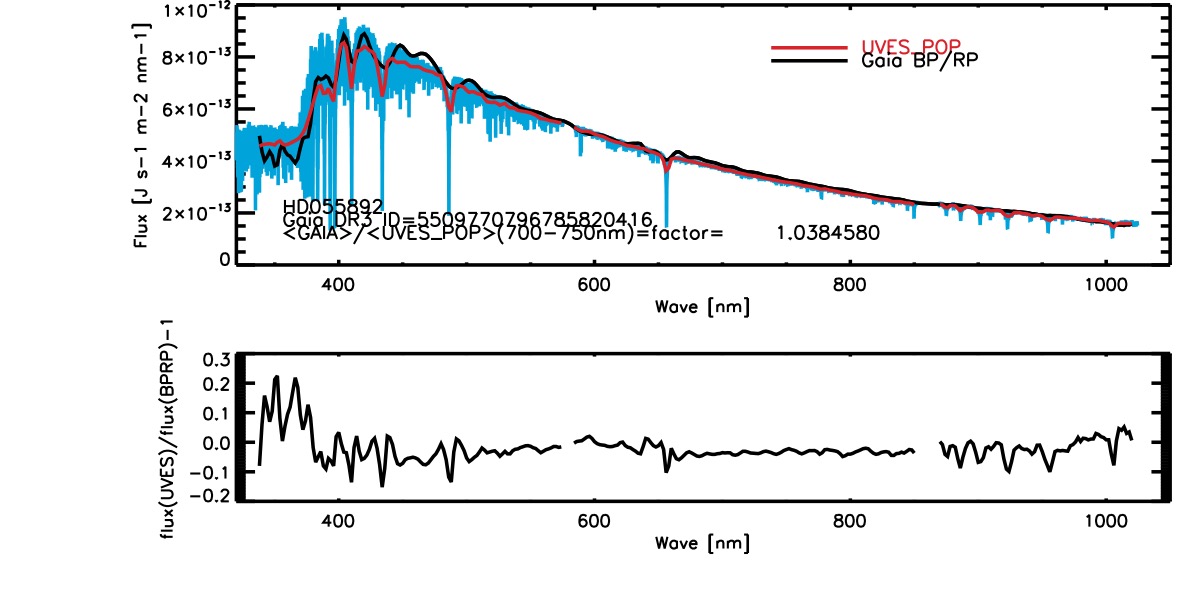 1×10−12
8×10−13
6×10−13
4×10−13
2×10−13
0
Flux [J s−1 m−2 nm−1]
UVES_POP
Gaia BP/RP
HD055892
Gaia DR3 ID=5509770796785820416
<GAIA>/<UVES_POP>(700−750nm)=factor= 1.0384580
400 600 800 1000
Wave [nm]
0.3
0.2
0.1
0.0
−0.1
−0.2
flux(UVES)/flux(BPRP)−1
400 600 800 1000
Wave [nm]